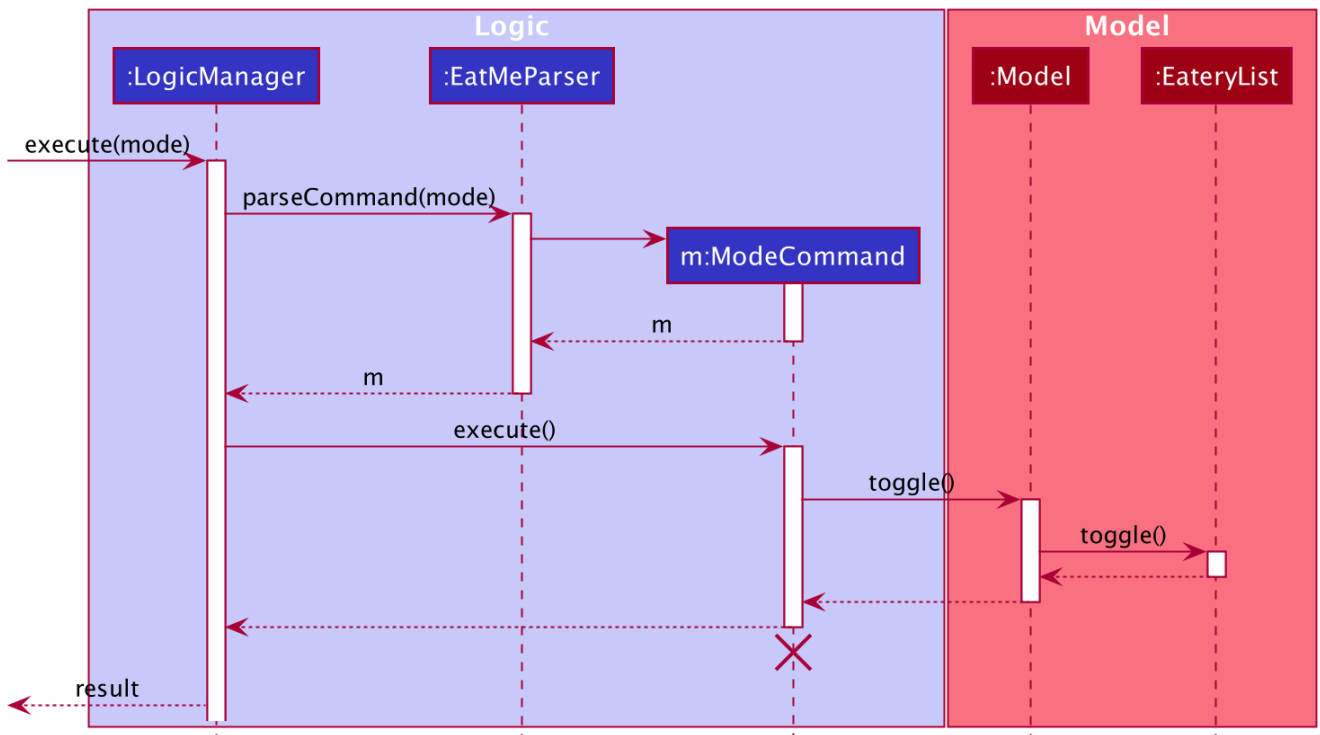 Logic
Model
:LogicManager
:EatMeParser
:Model
:EateryList
execute(mode)
parseCommand(mode)
m:ModeCommand
m
m
execute()
toggle()
toggle()
result